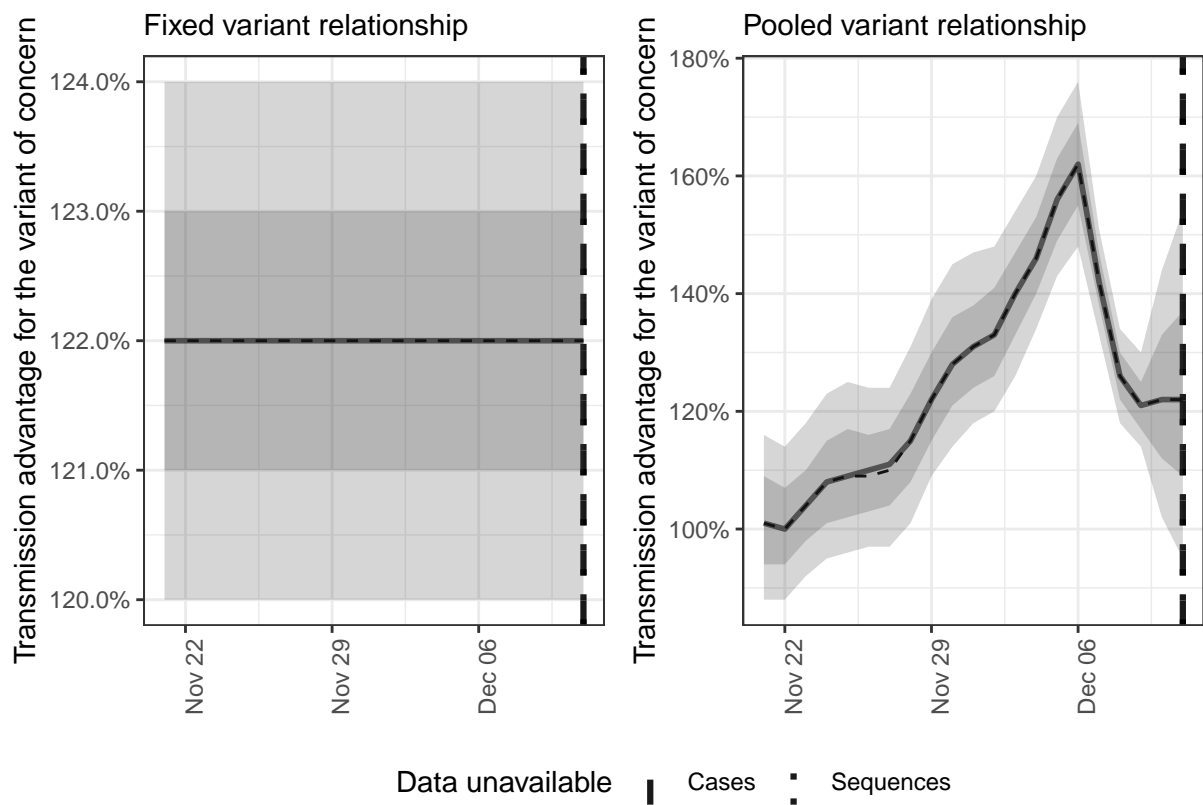 Fixed variant relationship
Transmission advantage for the variant of concern
124.0%
123.0%
122.0%
121.0%
120.0%
Nov 22
Nov 29
Dec 06
Pooled variant relationship
Transmission advantage for the variant of concern
180%
160%
140%
120%
100%
Nov 22
Nov 29
Dec 06
Data unavailable Cases Sequences